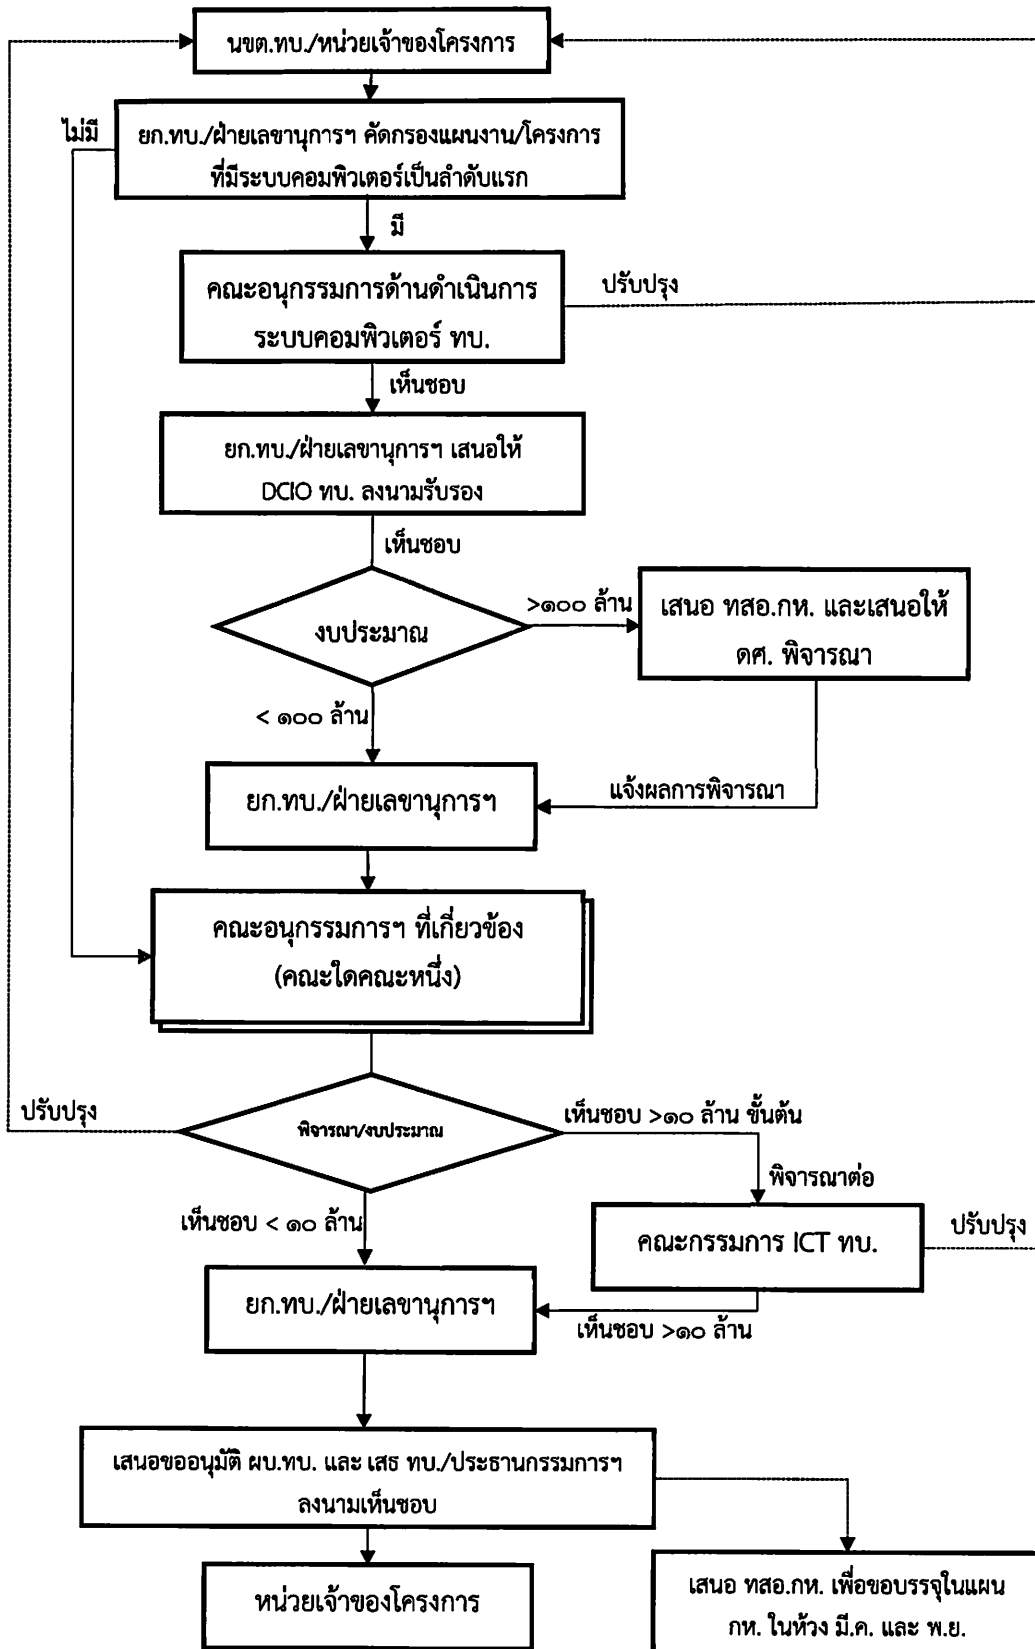 นขต.ทบ./หน่วยเจ้าของโครงการ
ไม่มี
ยก.ทบ./ฝ่ายเลขานุการฯ คัดกรองแผนงาน/โครงการ
ที่มีระบบคอมพิวเตอร์เป็นลำดับแรก
มี
คณะอนุกรรมการด้านดำเนินการ
ระบบคอมพิวเตอร์ ทบ.
ปรับปรุง
เห็นชอบ
ยก.ทบ./ฝ่ายเลขานุการฯ เสนอให้
DCIO ทบ. ลงนามรับรอง
เห็นชอบ
งบประมาณ
>๑๐๐ ล้าน
เสนอ ทสอ.กห. และเสนอให้
ดศ. พิจารณา
< ๑๐๐ ล้าน
ยก.ทบ./ฝ่ายเลขานุการฯ
แจ้งผลการพิจารณา
คณะอนุกรรมการฯ ที่เกี่ยวข้อง
(คณะใดคณะหนึ่ง)
ปรับปรุง
พิจารณา/งบประมาณ
เห็นชอบ >๑๐ ล้าน ขั้นต้น
พิจารณาต่อ
เห็นชอบ < ๑๐ ล้าน
คณะกรรมการ ICT ทบ.
ปรับปรุง
ยก.ทบ./ฝ่ายเลขานุการฯ
เห็นชอบ >๑๐ ล้าน
เสนอขออนุมัติ ผบ.ทบ. และ เสธ ทบ./ประธานกรรมการฯ
ลงนามเห็นชอบ
หน่วยเจ้าของโครงการ
เสนอ ทสอ.กห. เพื่อขอบรรจุในแผน
กห. ในห้วง มี.ค. และ พ.ย.